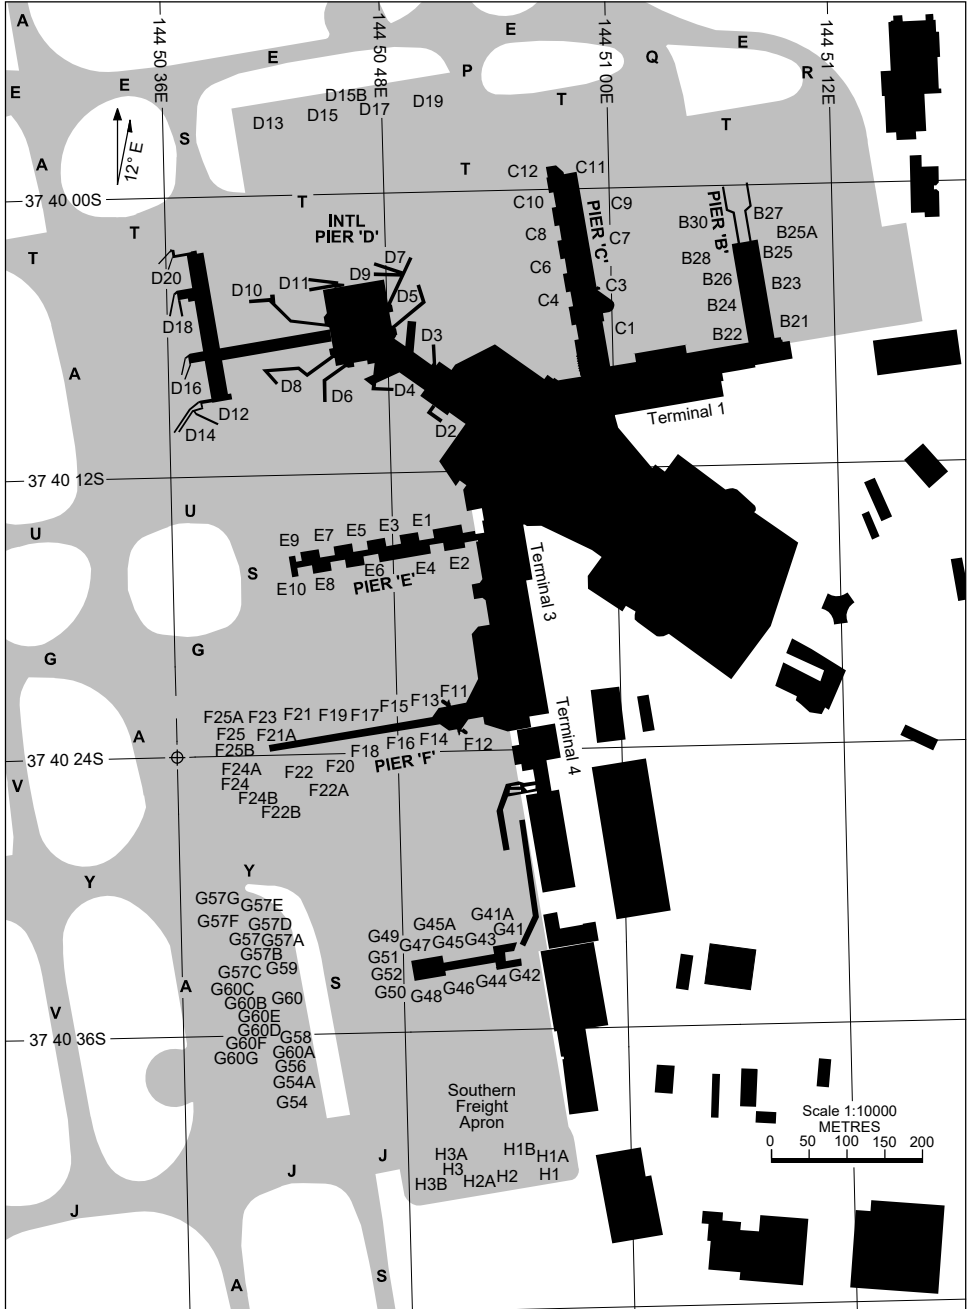 A
E
E
E
E
P
E
Q
E
R
144 50 36E
144 50 48E
144 51 00E
144 51 12E
12° E
S
T
T
T
T
A
D13
D15
D15B
D17
D19
37 40 00S
T
T
INTL
PIER 'D'
D20
D18
D16
D14
D12
D10
D11
D9
D7
D5
D3
D8
D6
D4
D2
C12
C11
C10
C9
C8
C7
C6
C3
C4
C1
PIER 'C'
PIER 'B'
B30
B27
B25A
B28
B25
B26
B23
B24
B22
B21
A
Terminal 1
37 40 12S
U
U
S
E9
E7
E5
E3
E1
E10
E8
E6
E4
E2
PIER 'E'
Terminal 3
G
G
F25A
F23
F21
F19
F17
F15
F13
F11
F25
F21A
F25B
A
37 40 24S
F18
F16
F14
F12
PIER 'F'
F24A
F22
F20
F24
F22A
F24B
F22B
Terminal 4
V
Y
Y
G57G
G57E
G57F
G57D
G57
G57A
G57B
G57C
G59
G60C
G60B
G60
G60E
G60D
G60F
G58
G60G
G60A
G56
G54A
G54
A
S
V
G49
G45A
G41A
G47
G45
G43
G41
G51
G52
G50
G48
G46
G44
G42
37 40 36S
Southern
Freight
Apron
Scale 1:10000
METRES
0 50 100 150 200
J
J
J
H3A
H1B
H1A
H3
H3B
H2A
H2
H1
A
S